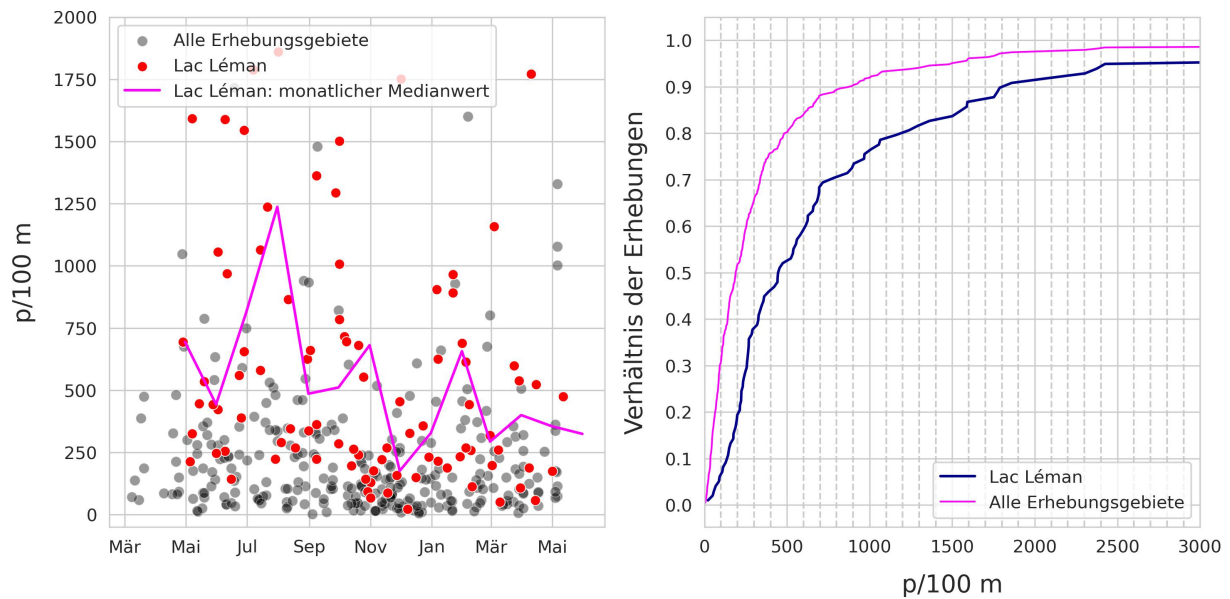 2000
1750
1500
1250
1000
750
500
250
0
p/100 m
Alle Erhebungsgebiete
Lac Léman
Lac Léman: monatlicher Medianwert
Mär Mai Jul Sep Nov Jan Mär Mai
1.0
0.9
0.8
0.7
0.6
0.5
0.4
0.3
0.2
0.1
0.0
Verhältnis der Erhebungen
Lac Léman
Alle Erhebungsgebiete
0 500 1000 1500 2000 2500 3000
p/100 m